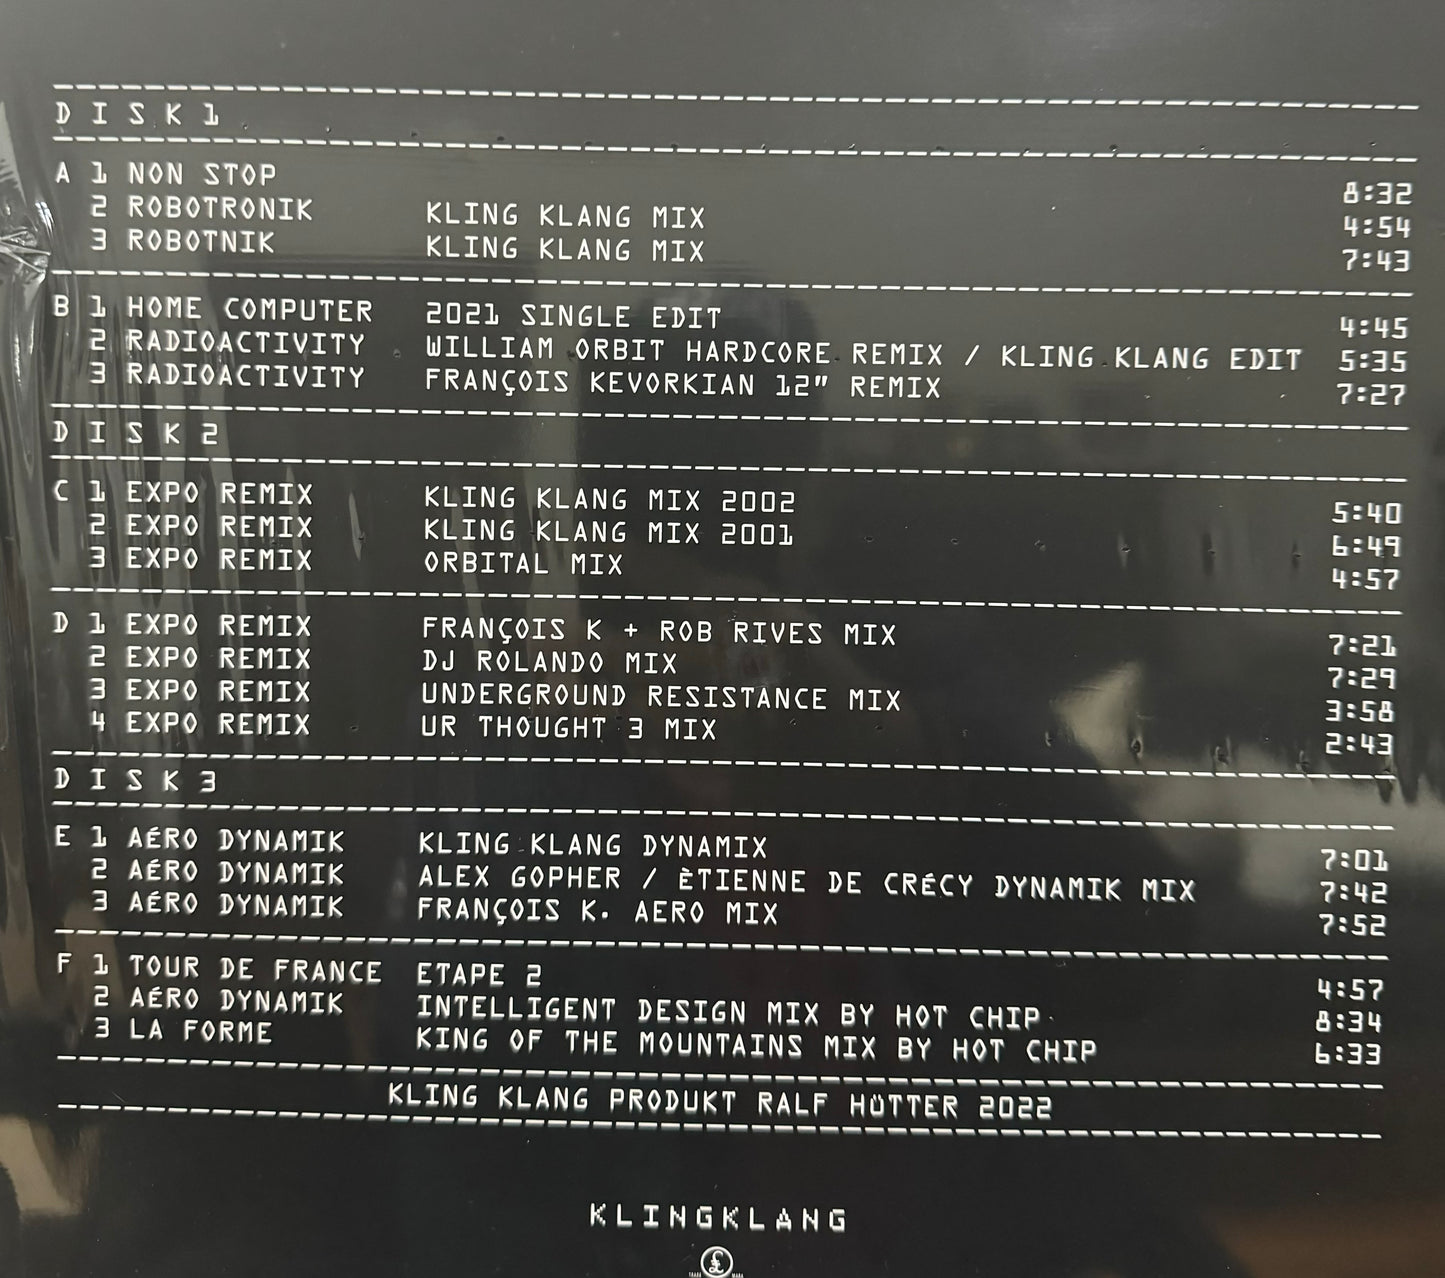 DISK1
A 1 NON STOP 8:32
2 ROBOTRONIK KLING KLANG MIX 4:54
3 ROBOTNIK KLING KLANG MIX 7:43
B 1 HOME COMPUTER 2021 SINGLE EDIT 4:45
2 RADIOACTIVITY WILLIAM ORBIT HARDCORE REMIX / KLING KLANG EDIT 5:35
3 RADIOACTIVITY FRANÇOIS KEVORKIAN 12" REMIX 7:27
DISK2
C 1 EXPO REMIX KLING KLANG MIX 2002 5:40
2 EXPO REMIX KLING KLANG MIX 2001 6:49
3 EXPO REMIX ORBITAL MIX 4:57
D 1 EXPO REMIX FRANÇOIS K + ROB RIVES MIX 7:21
2 EXPO REMIX DJ ROLANDO MIX 7:29
3 EXPO REMIX UNDERGROUND RESISTANCE MIX 3:58
4 EXPO REMIX UR THOUGHT 3 MIX 2:43
DISK3
E 1 AÉRO DYNAMIK KLING KLANG DYNAMIX 7:01
2 AÉRO DYNAMIK ALEX GOPHER / ÈTIENNE DE CRÉCY DYNAMIK MIX 7:42
3 AÉRO DYNAMIK FRANÇOIS K. AERO MIX 7:52
F 1 TOUR DE FRANCE ETAPE 2 4:57
2 AÉRO DYNAMIK INTELLIGENT DESIGN MIX BY HOT CHIP 8:34
3 LA FORME KING OF THE MOUNTAINS MIX BY HOT CHIP 6:33
KLING KLANG PRODUKT RALF HÜTTER 2022
KLINGKLANG
£
TRADE MARK